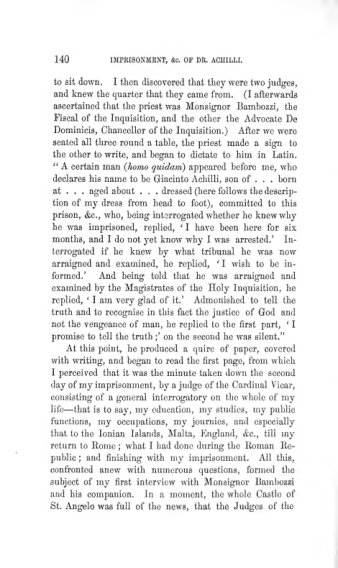 140 IMPRISONMENT, &c. OF DR. ACHILLI.
to sit down. I then discovered that they were two judges,
and knew the quarter that they came from. (I afterwards
ascertained that the priest was Monsignor Bambozzi, the
Fiscal of the Inquisition, and the other the Advocate De
Dominicis, Chancellor of the Inquisition.) After we were
seated all three round a table, the priest made a sign to
the other to write, and began to dictate to him in Latin.
“ A certain man (homo quidam) appeared before me, who
declares his name to be Giacinto Achilli, son of . . . born
at . . . aged about . . . dressed (here follows the descrip-
tion of my dress from head to foot), committed to this
prison, &c., who, being interrogated whether he knew why
he was imprisoned, replied, ‘ I have been here for six
months, and I do not yet know why I was arrested.’ In-
terrogated if he knew by what tribunal he was now
arraigned and examined, he replied, ‘ I wish to be in-
formed.’ And being told that he was arraigned and
examined by the Magistrates of the Holy Inquisition, he
replied, ‘ I am very glad of it.’ Admonished to tell the
truth and to recognise in this fact the justice of God and
not the vengeance of man, he replied to the first part, ‘ I
promise to tell the truth ;’ on the second he was silent.”
At this point, he produced a quire of paper, covered
with writing, and began to read the first page, from which
I perceived that it was the minute taken down the second
day of my imprisonment, by a judge of the Cardinal Vicar,
consisting of a general interrogatory on the whole of my
life—that is to say, my education, my studies, my public
functions, my occupations, my journies, and especially
that to the Ionian Islands, Malta, England, &c., till my
return to Rome ; what I had done during the Roman Re-
public ; and finishing with my imprisonment. All this,
confronted anew with numerous questions, formed the
subject of my first interview with Monsignor Bambozzi
and his companion. In a moment, the whole Castle of
St. Angelo was full of the news, that the Judges of the